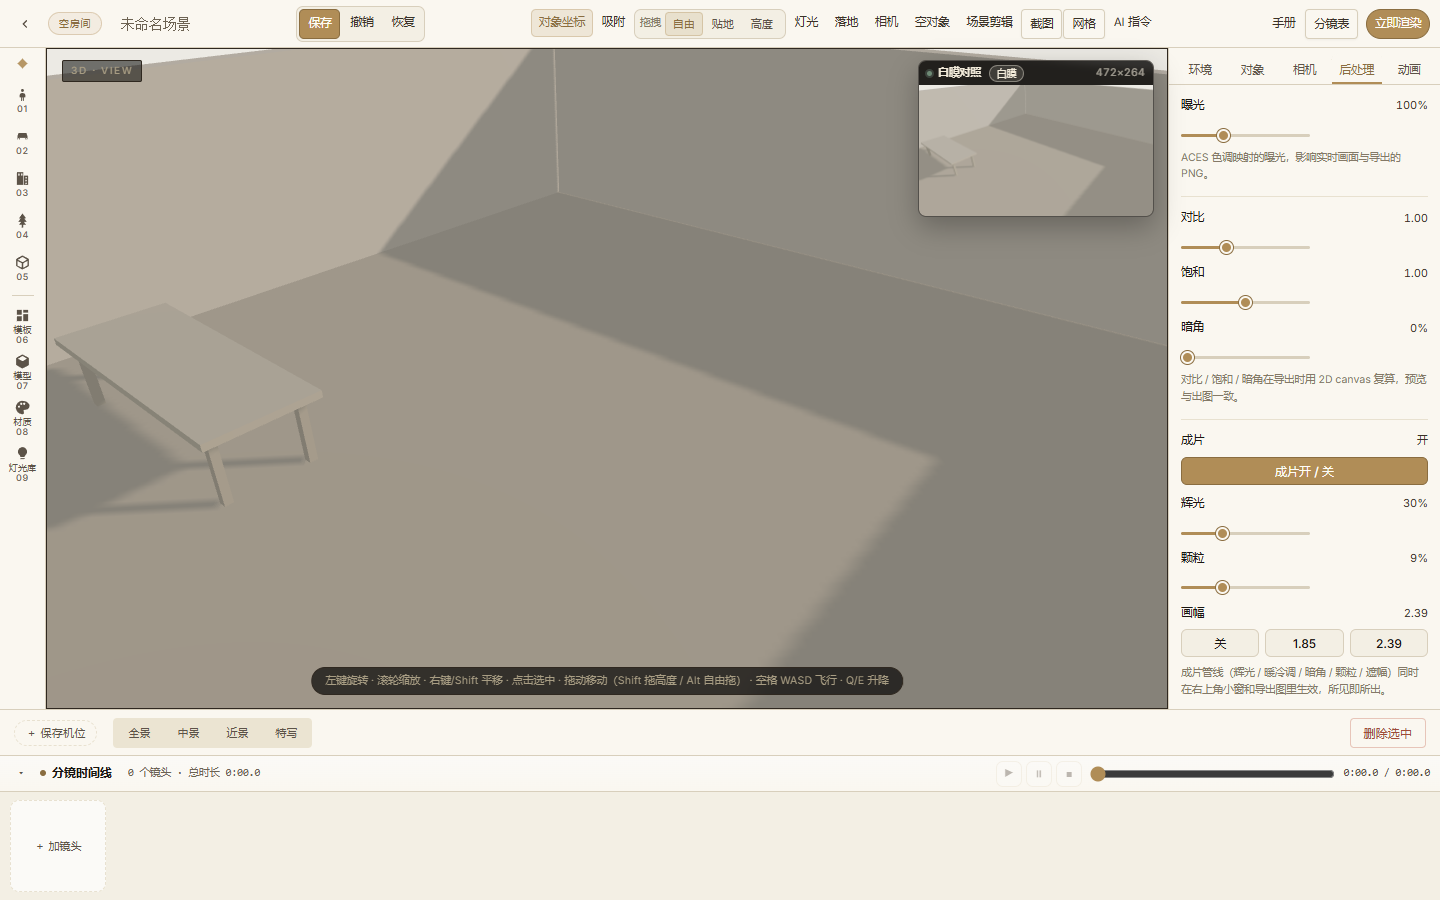 空房间
未命名场景
保存 撤销 恢复
对象坐标 吸附 拖拽 自由 贴地 高度 灯光 落地 相机 空对象 场景剪辑 截图 网格 AI 指令
手册 分镜表 立即渲染
01
02
03
04
05
模板
06
模型
07
材质
08
灯光库
09
3D · VIEW
白膜对照 白膜 472×264
左键旋转 · 滚轮缩放 · 右键/Shift 平移 · 点击选中 · 拖动移动（Shift 拖高度 / Alt 自由拖） · 空格 WASD 飞行 · Q/E 升降
环境 对象 相机 后处理 动画
曝光 100%
ACES 色调映射的曝光，影响实时画面与导出的
PNG。
对比 1.00
饱和 1.00
暗角 0%
对比 / 饱和 / 暗角在导出时用 2D canvas 复算，预览
与出图一致。
成片 开
成片开 / 关
辉光 30%
颗粒 9%
画幅 2.39
关 1.85 2.39
成片管线（辉光 / 暖冷调 / 暗角 / 颗粒 / 遮幅）同时
在右上角小窗和导出图里生效，所见即所出。
+ 保存机位 全景 中景 近景 特写 删除选中
分镜时间线 0 个镜头 · 总时长 0:00.0 0:00.0 / 0:00.0
+ 加镜头